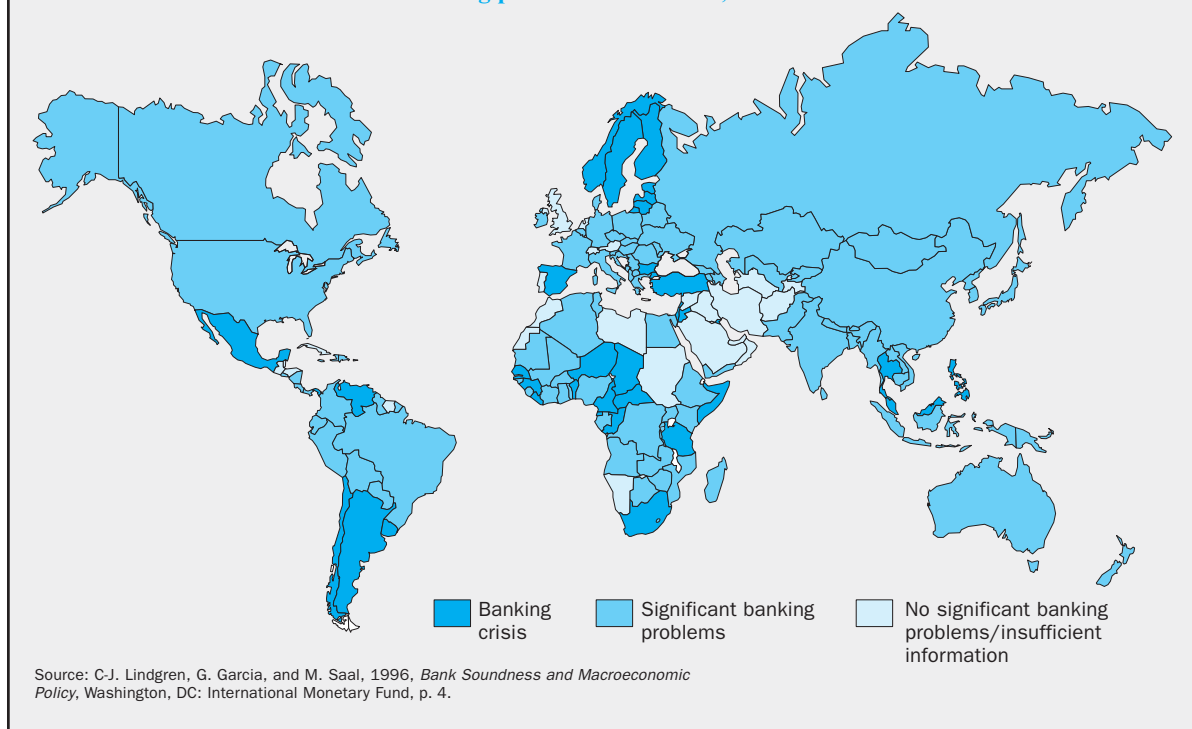 Banking
crisis
Significant banking
problems
No significant banking
problems/insufficient
information
Source: C-J. Lindgren, G. Garcia, and M. Saal, 1996, Bank Soundness and Macroeconomic
Policy, Washington, DC: International Monetary Fund, p. 4.